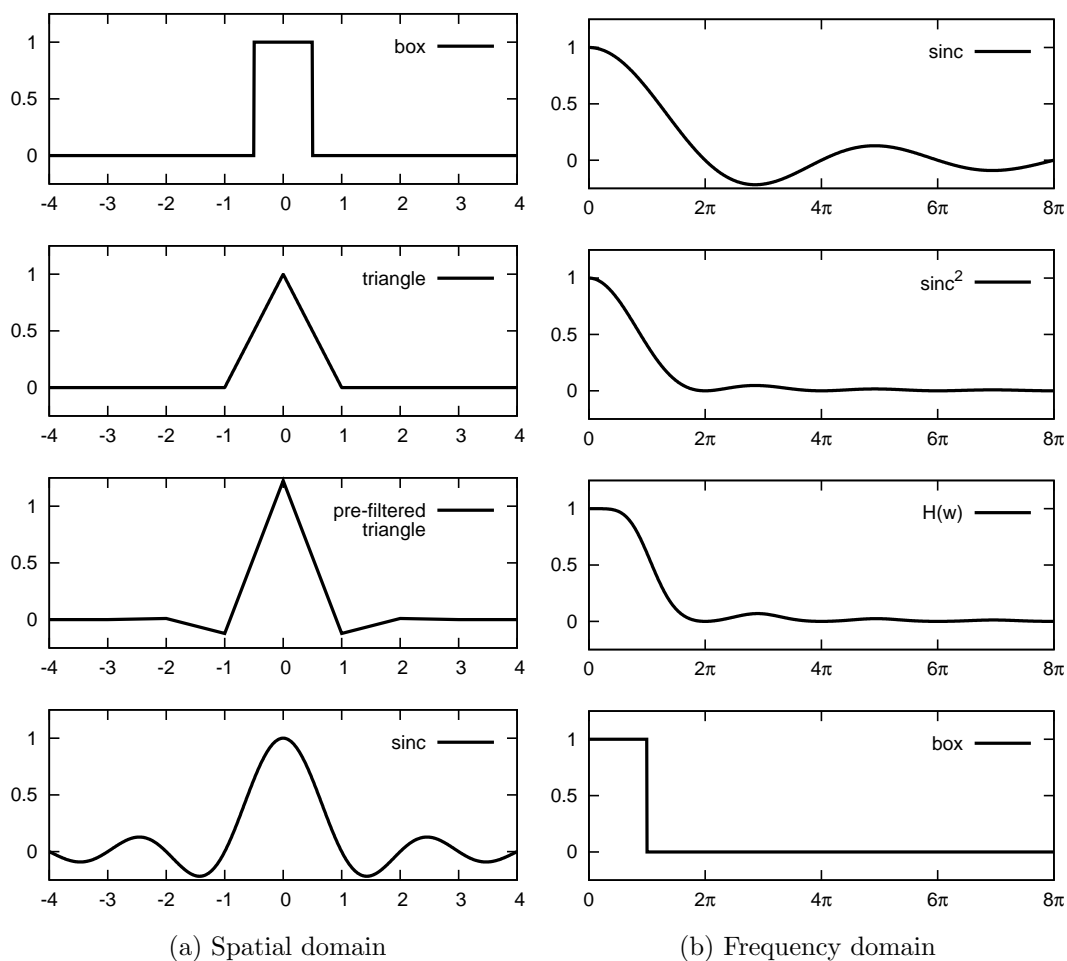 1
box
0.5
0
-4 -3 -2 -1 0 1 2 3 4
1
sinc
0.5
0
0 2π 4π 6π 8π
1
triangle
0.5
0
-4 -3 -2 -1 0 1 2 3 4
1
sinc²
0.5
0
0 2π 4π 6π 8π
1
pre-filtered
triangle
0.5
0
-4 -3 -2 -1 0 1 2 3 4
1
H(w)
0.5
0
0 2π 4π 6π 8π
1
sinc
0.5
0
-4 -3 -2 -1 0 1 2 3 4
1
box
0.5
0
0 2π 4π 6π 8π
(a) Spatial domain
(b) Frequency domain